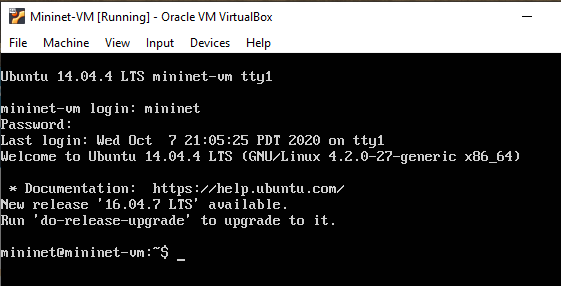 Mininet-VM [Running] - Oracle VM VirtualBox
File Machine View Input Devices Help
Ubuntu 14.04.4 LTS mininet-vm tty1
mininet-vm login: mininet
Password:
Last login: Wed Oct  7 21:05:25 PDT 2020 on tty1
Welcome to Ubuntu 14.04.4 LTS (GNU/Linux 4.2.0-27-generic x86_64)
 * Documentation:  https://help.ubuntu.com/
New release '16.04.7 LTS' available.
Run 'do-release-upgrade' to upgrade to it.
mininet@mininet-vm:~$ _